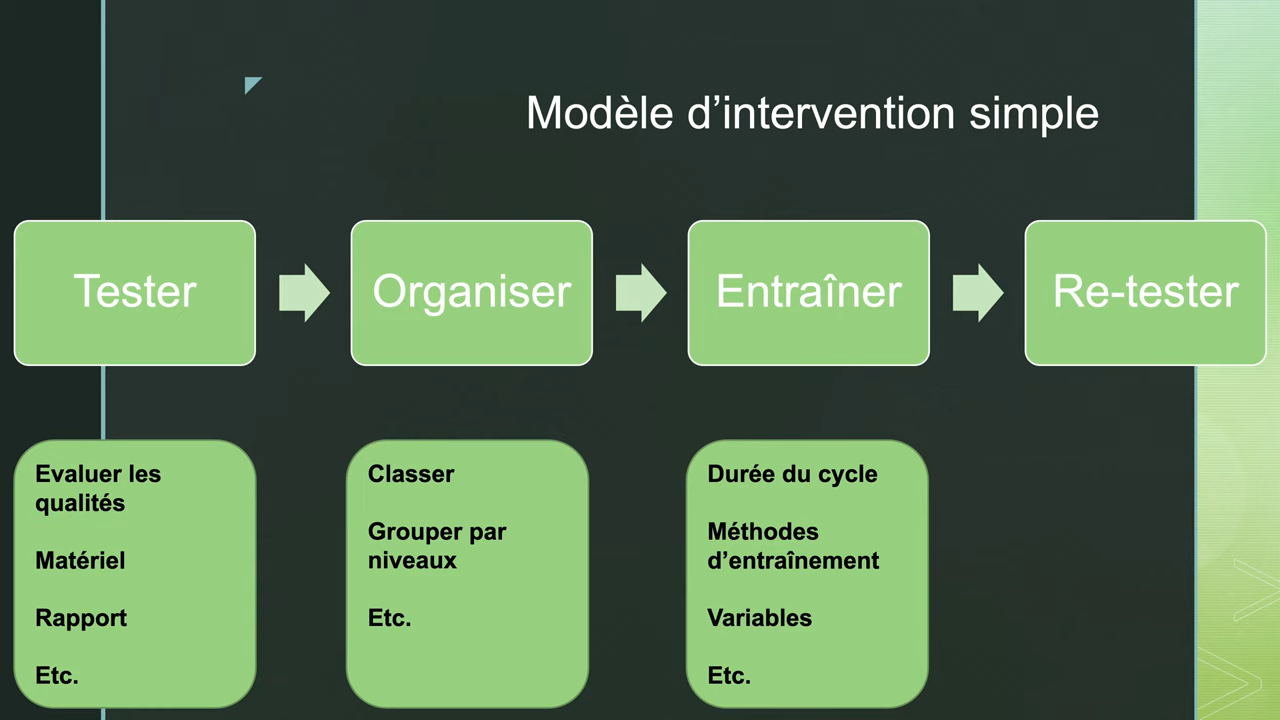 Modèle d’intervention simple
Tester
Organiser
Entraîner
Re-tester
Evaluer les
qualités
Matériel
Rapport
Etc.
Classer
Grouper par
niveaux
Etc.
Durée du cycle
Méthodes
d’entraînement
Variables
Etc.